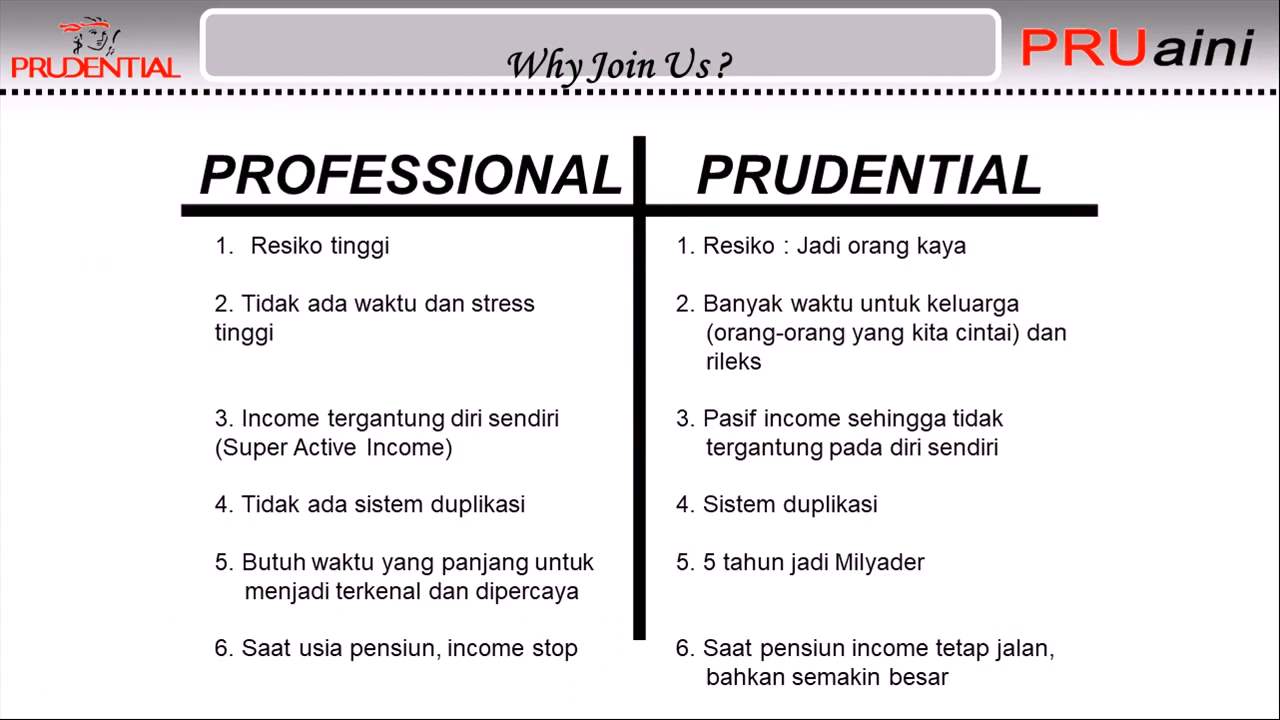 PRUDENTIAL
Why Join Us ?
PRUaini
PROFESSIONAL
1. Resiko tinggi
2. Tidak ada waktu dan stress
tinggi
3. Income tergantung diri sendiri
(Super Active Income)
4. Tidak ada sistem duplikasi
5. Butuh waktu yang panjang untuk
menjadi terkenal dan dipercaya
6. Saat usia pensiun, income stop
PRUDENTIAL
1. Resiko : Jadi orang kaya
2. Banyak waktu untuk keluarga
(orang-orang yang kita cintai) dan
rileks
3. Pasif income sehingga tidak
tergantung pada diri sendiri
4. Sistem duplikasi
5. 5 tahun jadi Milyader
6. Saat pensiun income tetap jalan,
bahkan semakin besar